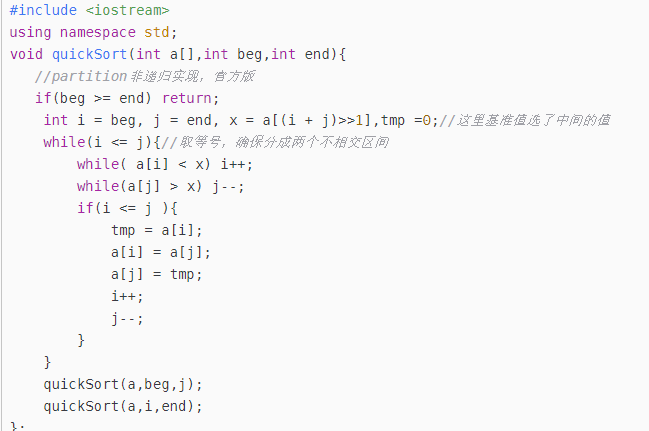 #include <iostream>
using namespace std;
void quickSort(int a[],int beg,int end){
//partition非递归实现，官方版
if(beg >= end) return;
int i = beg, j = end, x = a[(i + j)>>1],tmp =0;//这里基准值选了中间的值
while(i <= j){//取等号，确保分成两个不相交区间
while( a[i] < x) i++;
while(a[j] > x) j--;
if(i <= j ){
tmp = a[i];
a[i] = a[j];
a[j] = tmp;
i++;
j--;
}
}
quickSort(a,beg,j);
quickSort(a,i,end);
};